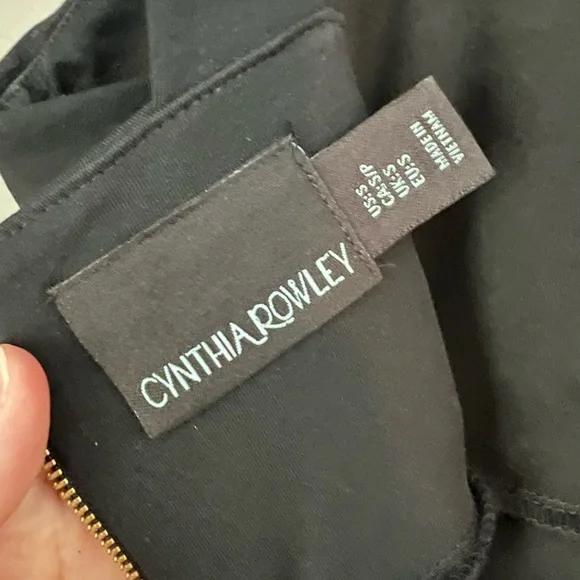 CYNTHIA ROWLEY
US:S
CA:S/P
UK:S
EU:S
MADE IN
VIETNAM